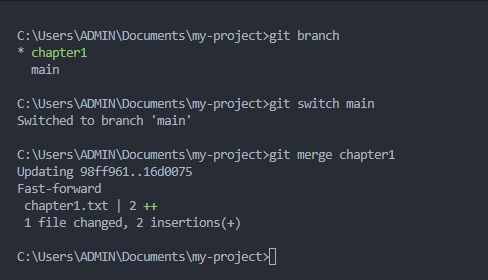 C:\Users\ADMIN\Documents\my-project>git branch
* chapter1
  main
C:\Users\ADMIN\Documents\my-project>git switch main
Switched to branch 'main'
C:\Users\ADMIN\Documents\my-project>git merge chapter1
Updating 98ff961..16d0075
Fast-forward
 chapter1.txt | 2 ++
 1 file changed, 2 insertions(+)
C:\Users\ADMIN\Documents\my-project>